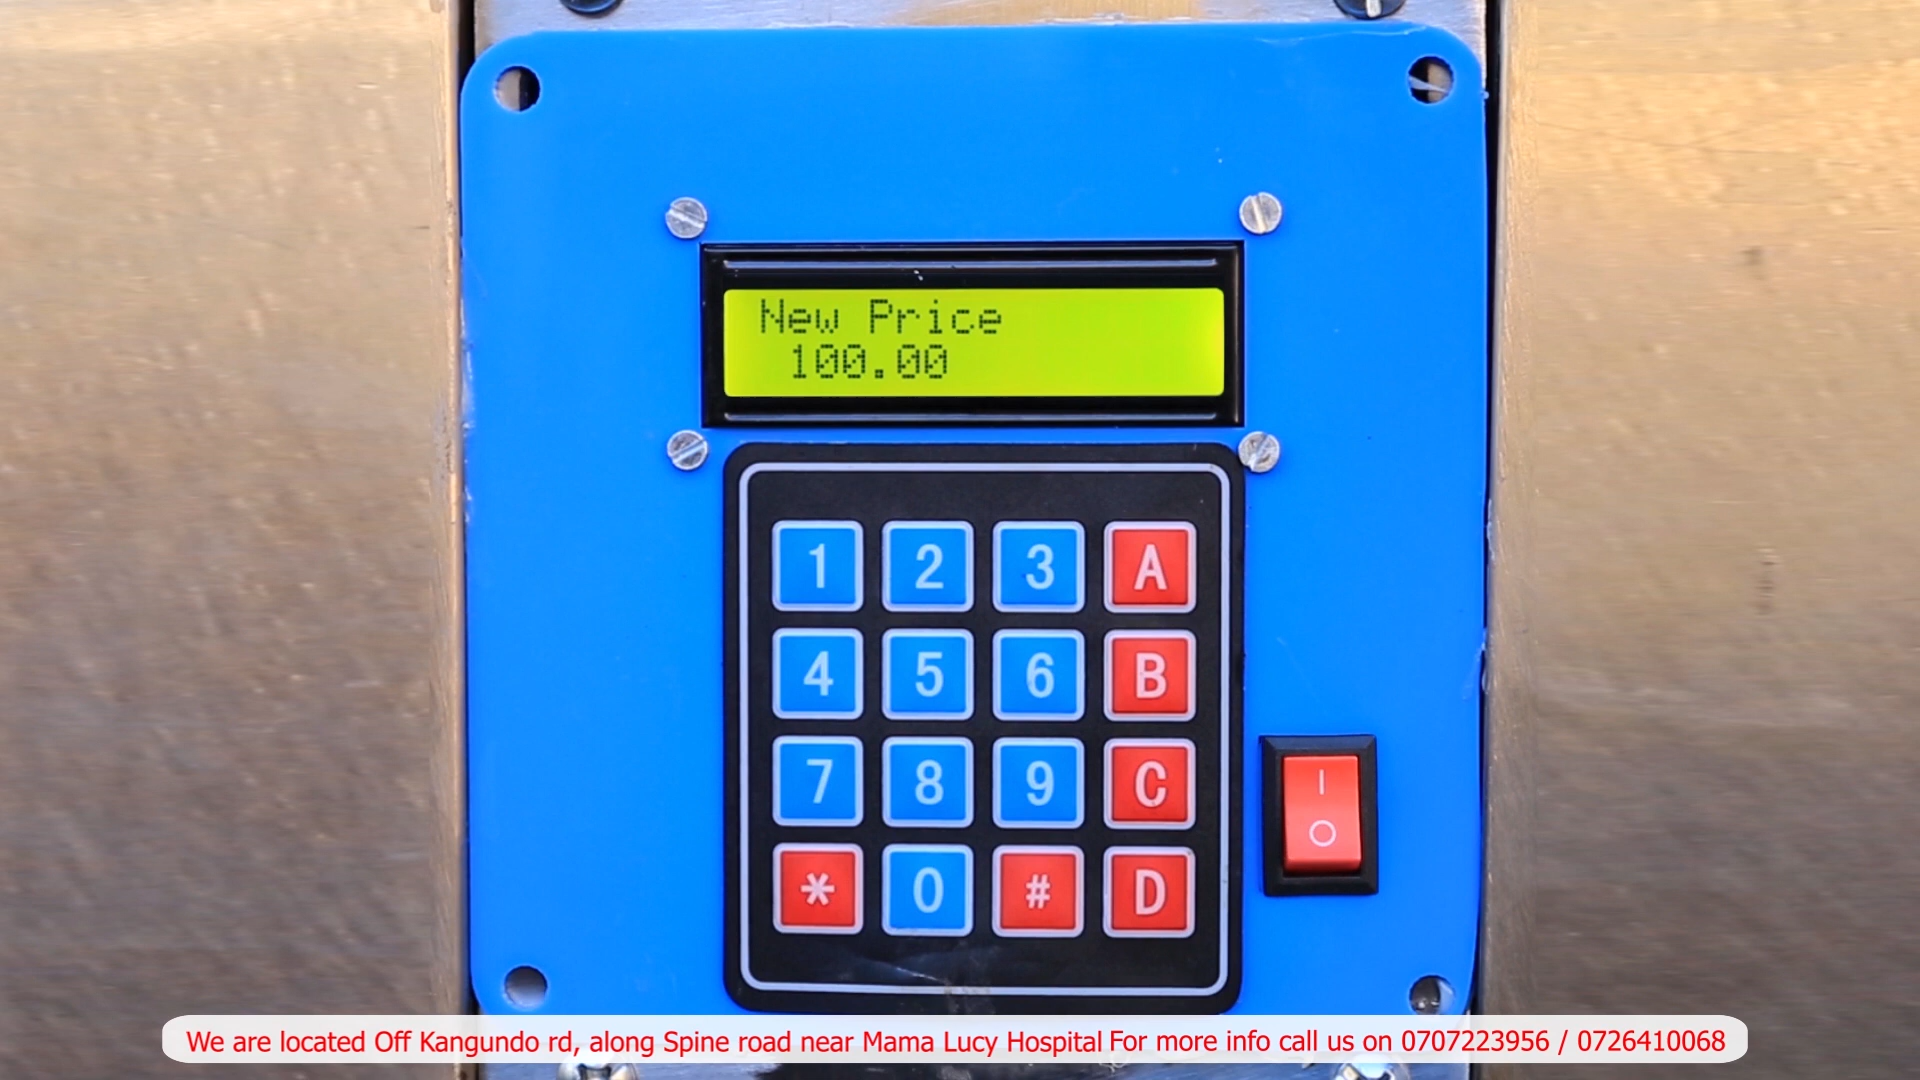 New Price
100.00
1 2 3 A
4 5 6 B
7 8 9 C
* 0 # D
I
O
We are located Off Kangundo rd, along Spine road near Mama Lucy Hospital For more info call us on 0707223956 / 0726410068